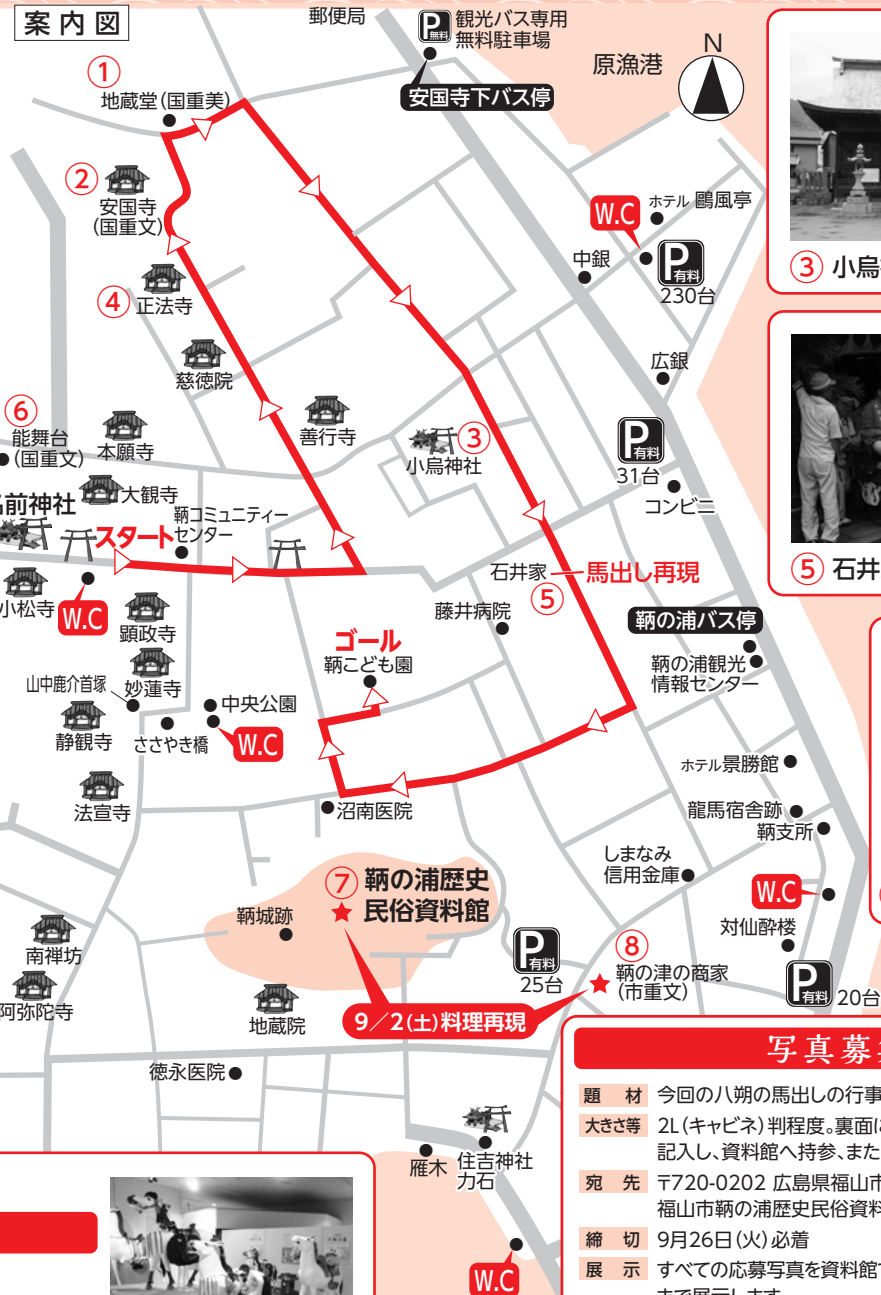 案内図
郵便局
P無料
観光バス専用
無料駐車場
安国寺下バス停
原漁港
N
①
地蔵堂(国重美)
②
安国寺
(国重文)
④
正法寺
慈徳院
W.C
ホテル 鷗風亭
中銀
P有料
230台
広銀
③ 小烏
⑥
能舞台
(国重文)
本願寺
善行寺
③
小烏神社
P有料
31台
コンビニ
名前神社
大観寺
スタート
鞆コミュニティー
センター
小松寺
W.C
顕政寺
石井家
馬出し再現
⑤
藤井病院
鞆の浦バス停
⑤ 石井
ゴール
鞆こども園
鞆の浦観光
情報センター
山中鹿介首塚
妙蓮寺
静観寺
ささやき橋
中央公園
W.C
法宣寺
沼南医院
ホテル景勝館
龍馬宿舎跡
鞆支所
しまなみ
信用金庫
W.C
対仙酔楼
⑦ 鞆の浦歴史
民俗資料館
鞆城跡
南禅坊
阿弥陀寺
地蔵院
P有料
25台
⑧
鞆の津の商家
(市重文)
P有料
20台
9/2(土)料理再現
徳永医院
雁木
住吉神社
力石
W.C
写真募
題材 今回の八朔の馬出しの行事
大きさ等 2L(キャビネ)判程度。裏面に
記入し、資料館へ持参、また
宛先 〒720-0202 広島県福山市
福山市鞆の浦歴史民俗資料
締切 9月26日(火)必着
展示 すべての応募写真を資料館で
まで展示します